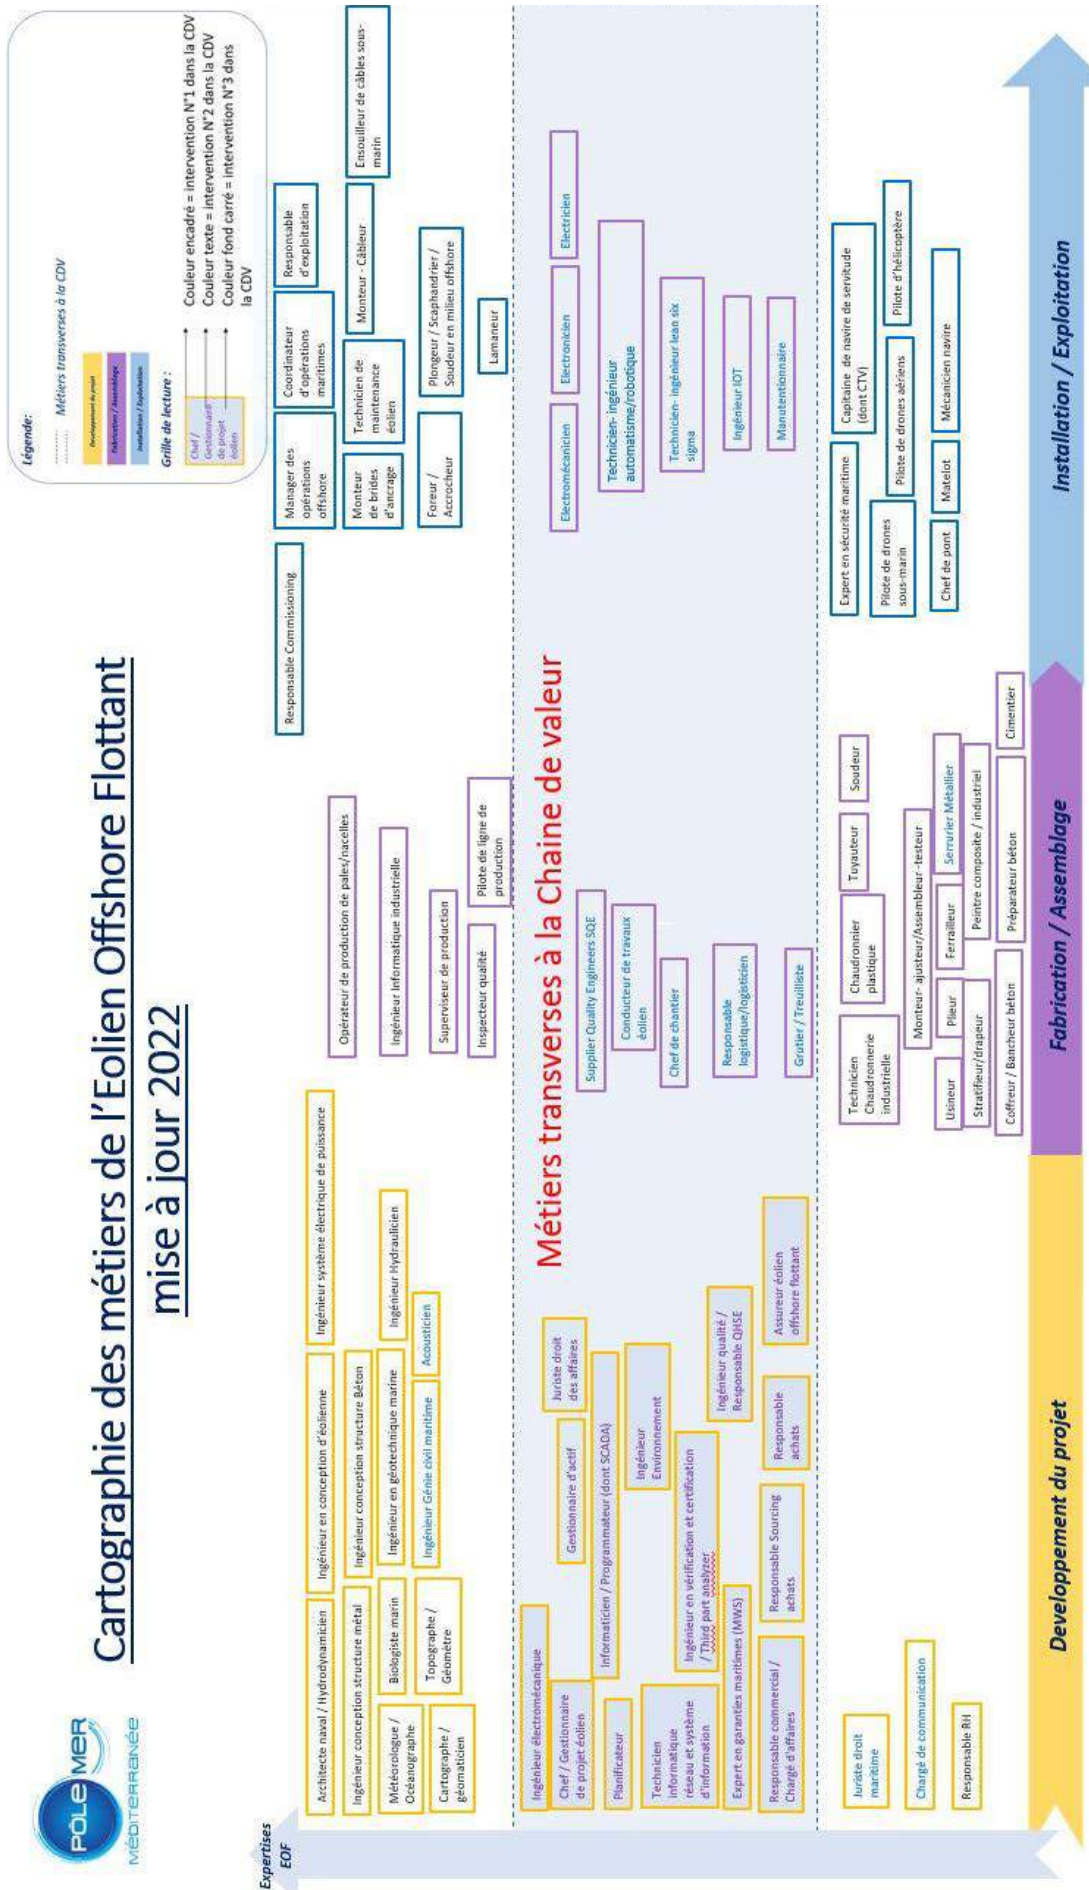 PÔLE MER
MÉDITERRANÉE
Cartographie des métiers de l'Eolien Offshore Flottant
mise à jour 2022
Légende:
Métiers transverses à la CDV
Developpement du projet
Fabrication / Assemblage
Installation / Exploitation
Grille de lecture :
Chef /
Gestionnaire
de projet
éolien
Couleur encadré = intervention N°1 dans la CDV
Couleur texte = intervention N°2 dans la CDV
Couleur fond carré = intervention N°3 dans
la CDV
Expertises
EOF
Architecte naval / Hydrodynamicien
Ingénieur en conception d'éolienne
Ingénieur système électrique de puissance
Ingénieur conception structure métal
Ingénieur conception structure Béton
Météorologue /
Océanographe
Biologiste marin
Ingénieur en géotechnique marine
Ingénieur Hydraulicien
Cartographe /
géomaticien
Topographe /
Géomètre
Ingénieur Génie civil maritime
Acousticien
Opérateur de production de pales/nacelles
Ingénieur Informatique industrielle
Superviseur de production
Inspecteur qualité
Pilote de ligne de
production
Responsable Commissioning
Manager des
opérations
offshore
Coordinateur
d'opérations
maritimes
Responsable
d'exploitation
Monteur
de brides
d'ancrage
Technicien de
maintenance
éolien
Monteur - Câbleur
Ensouilleur de câbles sous-
marin
Foreur /
Accrocheur
Plongeur / Scaphandrier /
Soudeur en milieu offshore
Lamaneur
Métiers transverses à la Chaine de valeur
Ingénieur électromécanique
Chef / Gestionnaire
de projet éolien
Gestionnaire d'actif
Juriste droit
des affaires
Planificateur
Informaticien / Programmateur (dont SCADA)
Technicien
informatique
réseau et système
d'information
Ingénieur
Environnement
Ingénieur en vérification et certification
/ Third part analyzer
Expert en garanties maritimes (MWS)
Ingénieur qualité /
Responsable QHSE
Responsable commercial /
Chargé d'affaires
Responsable Sourcing
achats
Responsable
achats
Assureur éolien
offshore flottant
Supplier Quality Engineers SQE
Conducteur de travaux
éolien
Chef de chantier
Responsable
logistique/logisticien
Grutier / Treuilliste
Electromécanicien
Electronicien
Electricien
Technicien- ingénieur
automatisme/robotique
Technicien- ingénieur lean six
sigma
Ingénieur IOT
Manutentionnaire
Juriste droit
maritime
Chargé de communication
Responsable RH
Technicien
Chaudronnerie
industrielle
Chaudronnier
plastique
Tuyauteur
Soudeur
Monteur- ajusteur/Assembleur -testeur
Usineur
Plieur
Ferrailleur
Serrurier Métallier
Stratifieur/drapeur
Peintre composite / industriel
Coffreur / Bancheur béton
Préparateur béton
Cimentier
Expert en sécurité maritime
Capitaine de navire de servitude
(dont CTV)
Pilote de drones
sous-marin
Pilote de drones aériens
Pilote d'hélicoptère
Chef de pont
Matelot
Mécanicien navire
Developpement du projet
Fabrication / Assemblage
Installation / Exploitation